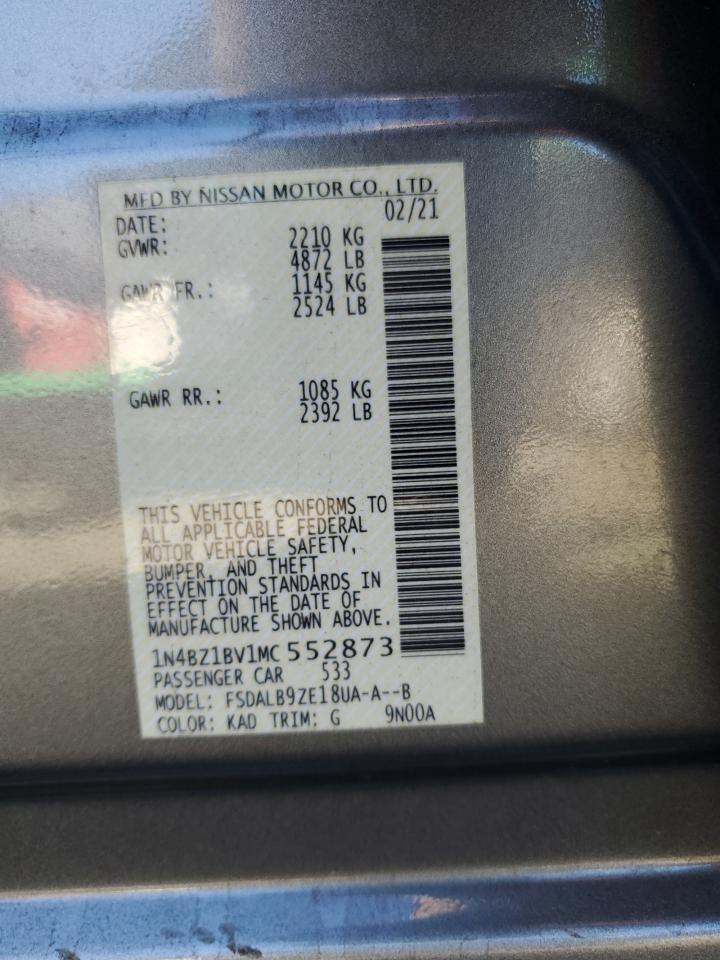 MFD BY NISSAN MOTOR CO., LTD.
DATE: 02/21
GVWR: 2210 KG
4872 LB
GAWR FR.: 1145 KG
2524 LB
GAWR RR.: 1085 KG
2392 LB
THIS VEHICLE CONFORMS TO
ALL APPLICABLE FEDERAL
MOTOR VEHICLE SAFETY,
BUMPER, AND THEFT
PREVENTION STANDARDS IN
EFFECT ON THE DATE OF
MANUFACTURE SHOWN ABOVE.
1N4BZ1BV1MC 552873
PASSENGER CAR 533
MODEL: FSDALB9ZE18UA-A--B
COLOR: KAD TRIM: G 9N00A